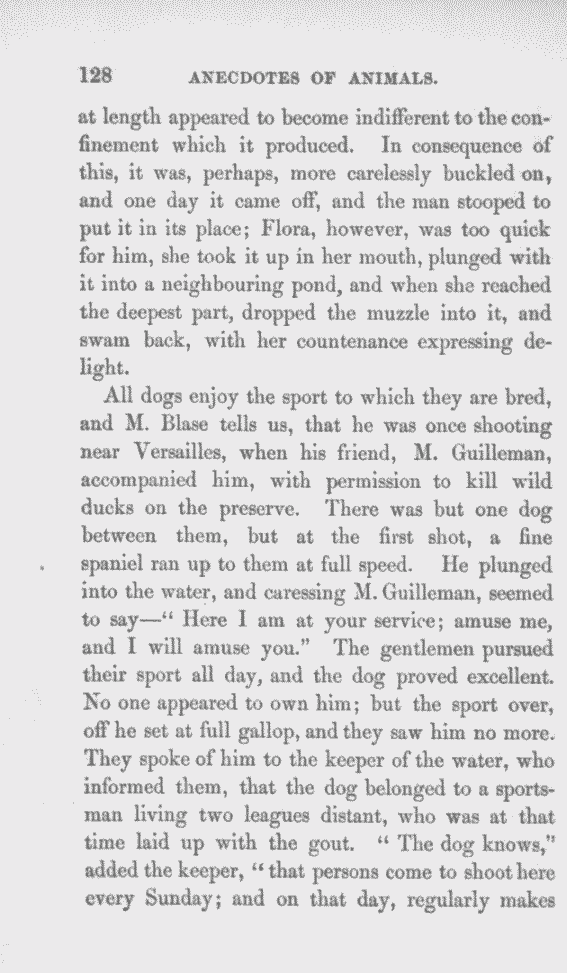 128 ANECDOTES OF ANIMALS.
at length appeared to become indifferent to the con-
finement which it produced. In consequence of
this, it was, perhaps, more carelessly buckled on,
and one day it came off, and the man stooped to
put it in its place; Flora, however, was too quick
for him, she took it up in her mouth, plunged with
it into a neighbouring pond, and when she reached
the deepest part, dropped the muzzle into it, and
swam back, with her countenance expressing de-
light.
All dogs enjoy the sport to which they are bred,
and M. Blase tells us, that he was once shooting
near Versailles, when his friend, M. Guilleman,
accompanied him, with permission to kill wild
ducks on the preserve. There was but one dog
between them, but at the first shot, a fine
spaniel ran up to them at full speed. He plunged
into the water, and caressing M. Guilleman, seemed
to say—“ Here I am at your service; amuse me,
and I will amuse you.” The gentlemen pursued
their sport all day, and the dog proved excellent.
No one appeared to own him; but the sport over,
off he set at full gallop, and they saw him no more.
They spoke of him to the keeper of the water, who
informed them, that the dog belonged to a sports-
man living two leagues distant, who was at that
time laid up with the gout. “ The dog knows,”
added the keeper, “ that persons come to shoot here
every Sunday; and on that day, regularly makes